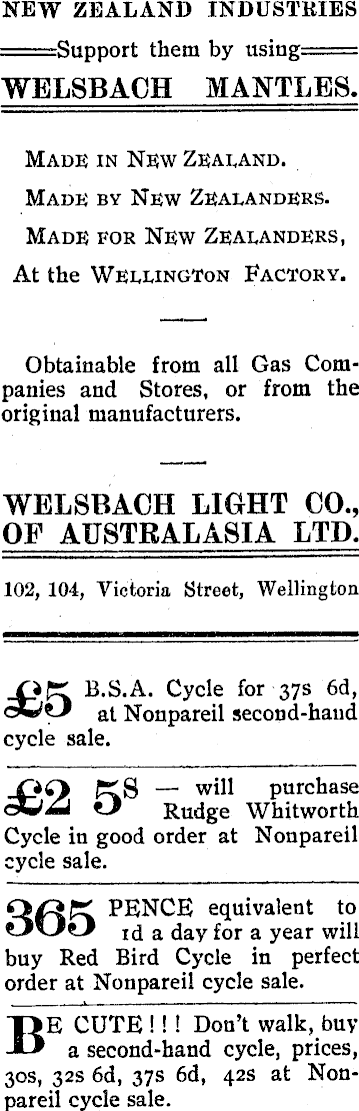 NEW ZEALAND INDUSTRIES
Support them by using
WELSBACH MANTLES.
MADE IN NEW ZEALAND.
MADE BY NEW ZEALANDERS.
MADE FOR NEW ZEALANDERS,
At the WELLINGTON FACTORY.
Obtainable from all Gas Com-
panies and Stores, or from the
original manufacturers.
WELSBACH LIGHT CO.,
OF AUSTRALASIA LTD.
102, 104, Victoria Street, Wellington
£5 B.S.A. Cycle for 37s 6d,
at Nonpareil second-hand
cycle sale.
£2 5s — will purchase
Rudge Whitworth
Cycle in good order at Nonpareil
cycle sale.
365 PENCE equivalent to
1d a day for a year will
buy Red Bird Cycle in perfect
order at Nonpareil cycle sale.
BE CUTE!!! Don't walk, buy
a second-hand cycle, prices,
30s, 32s 6d, 37s 6d, 42s at Non-
pareil cycle sale.